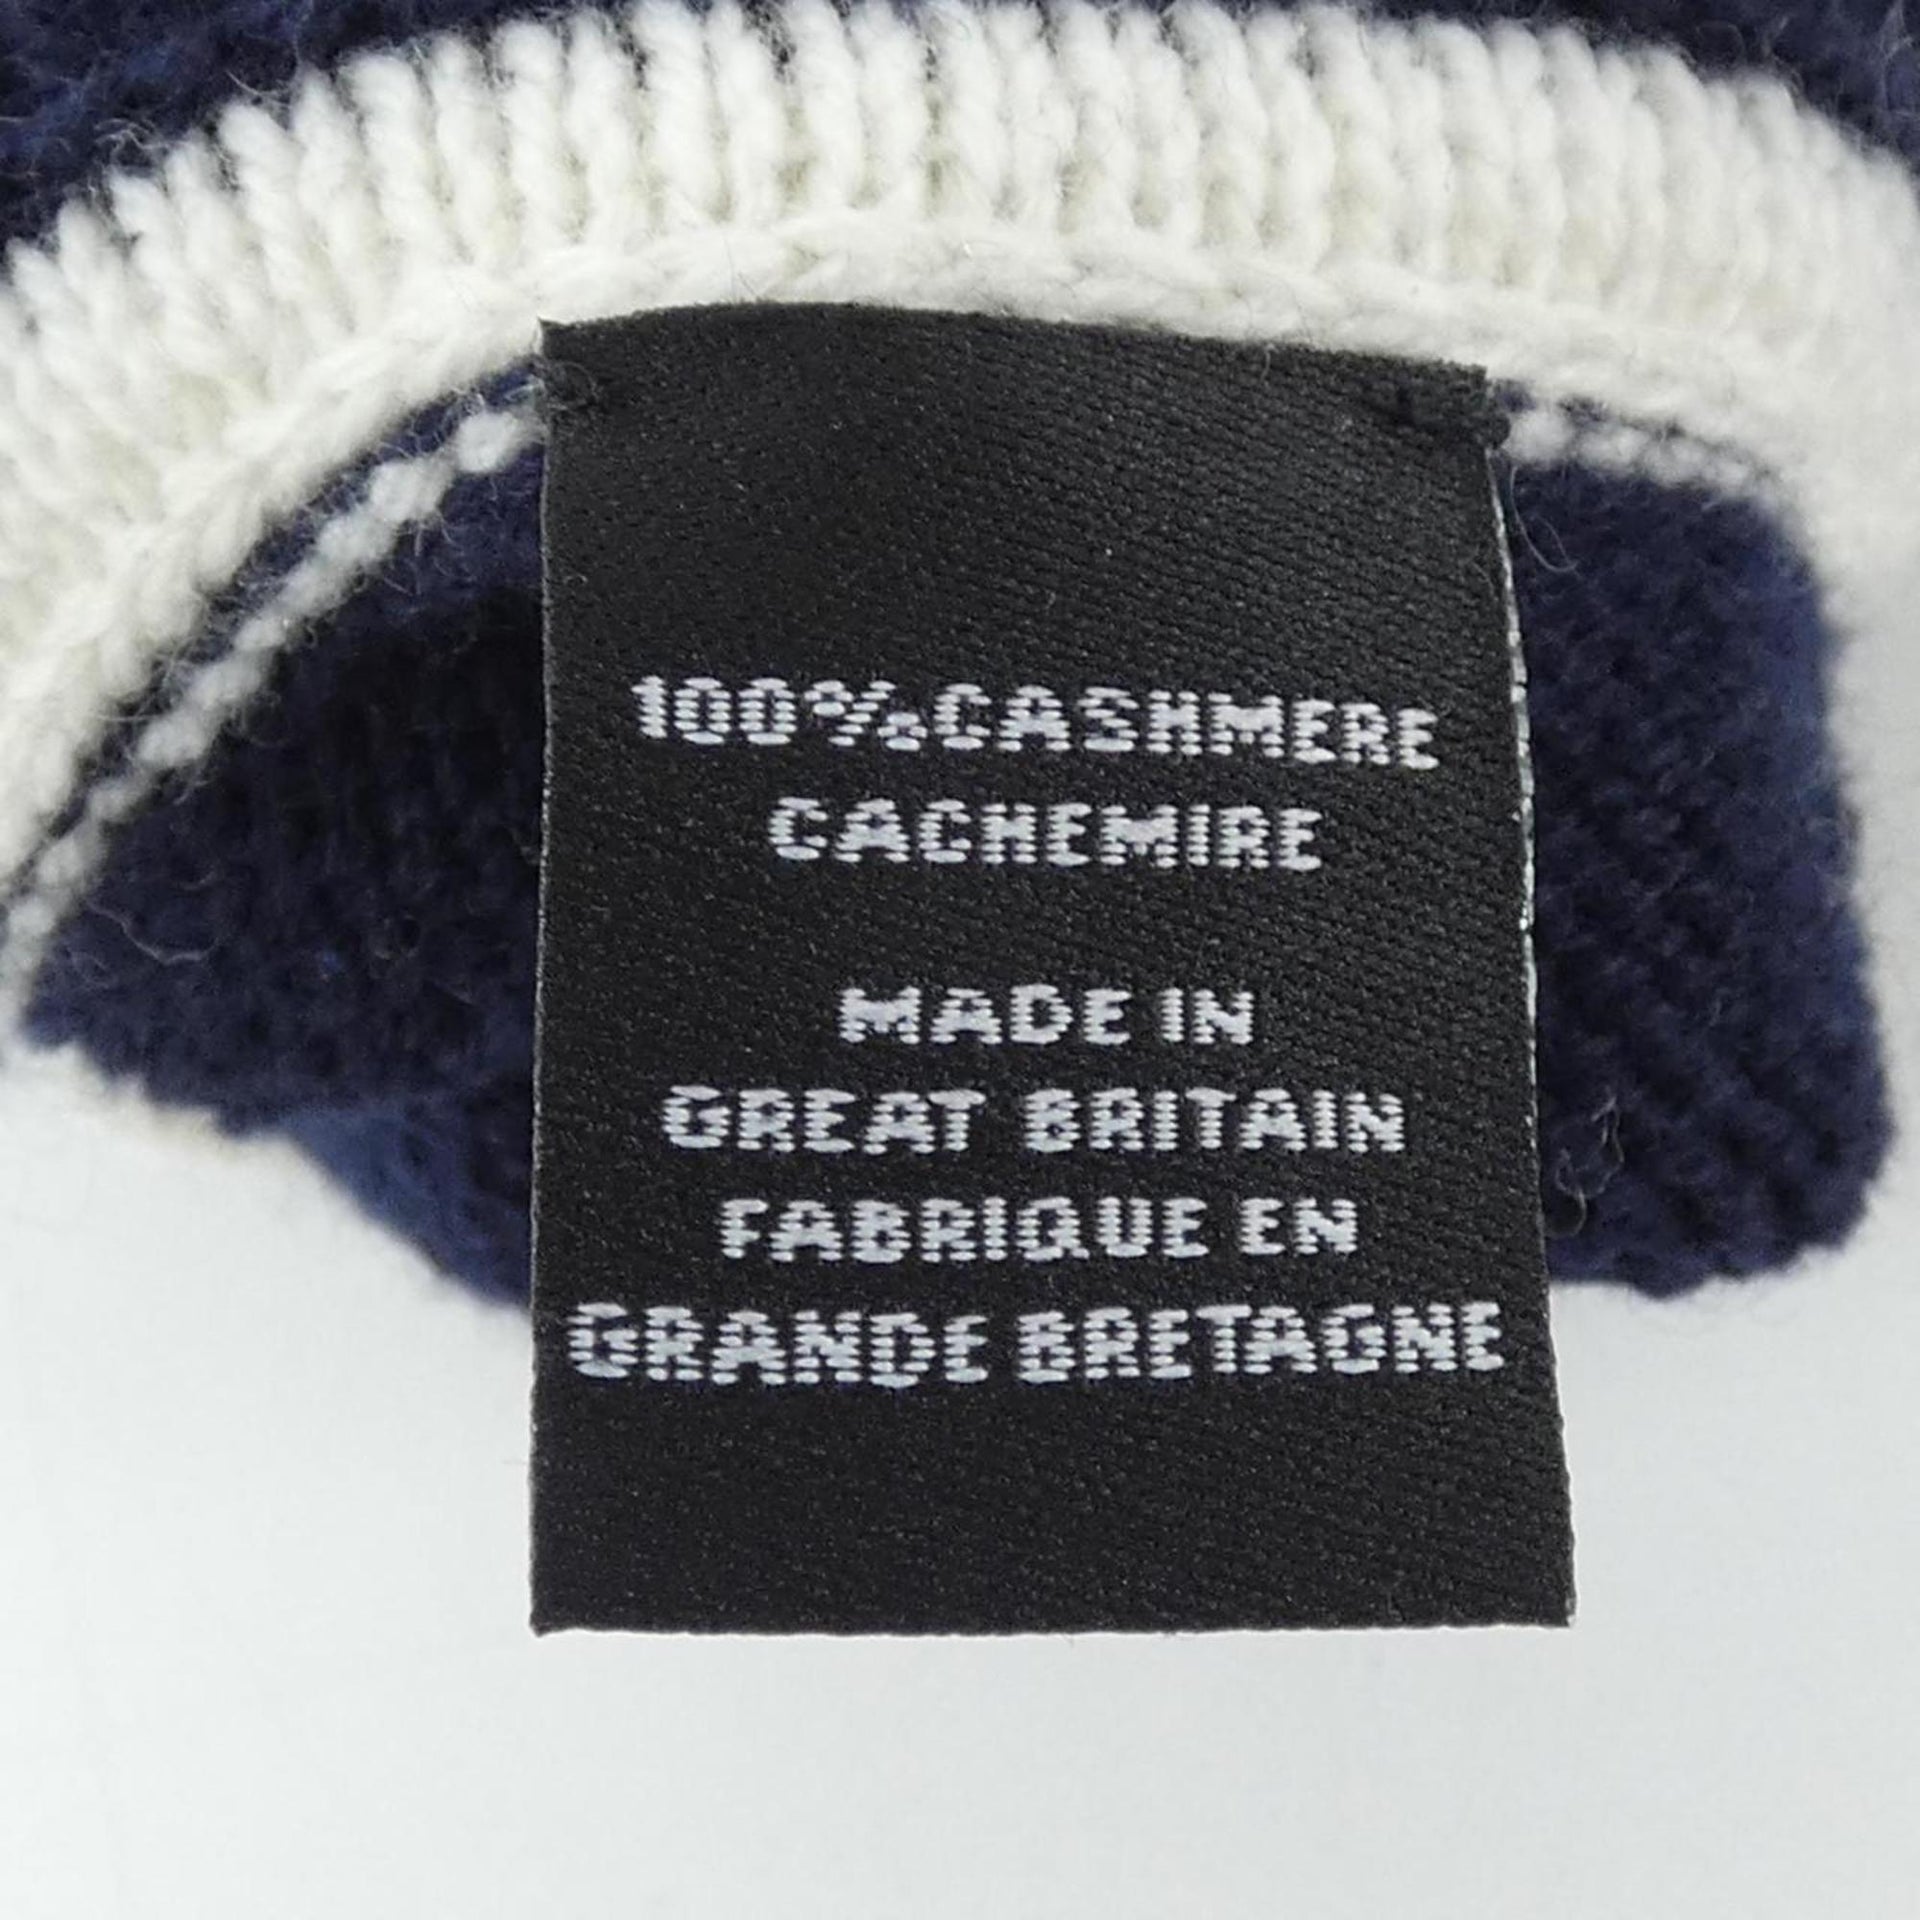 100%CASHMERE
CACHEMIRE
MADE IN
GREAT BRITAIN
FABRIQUE EN
GRANDE BRETAGNE